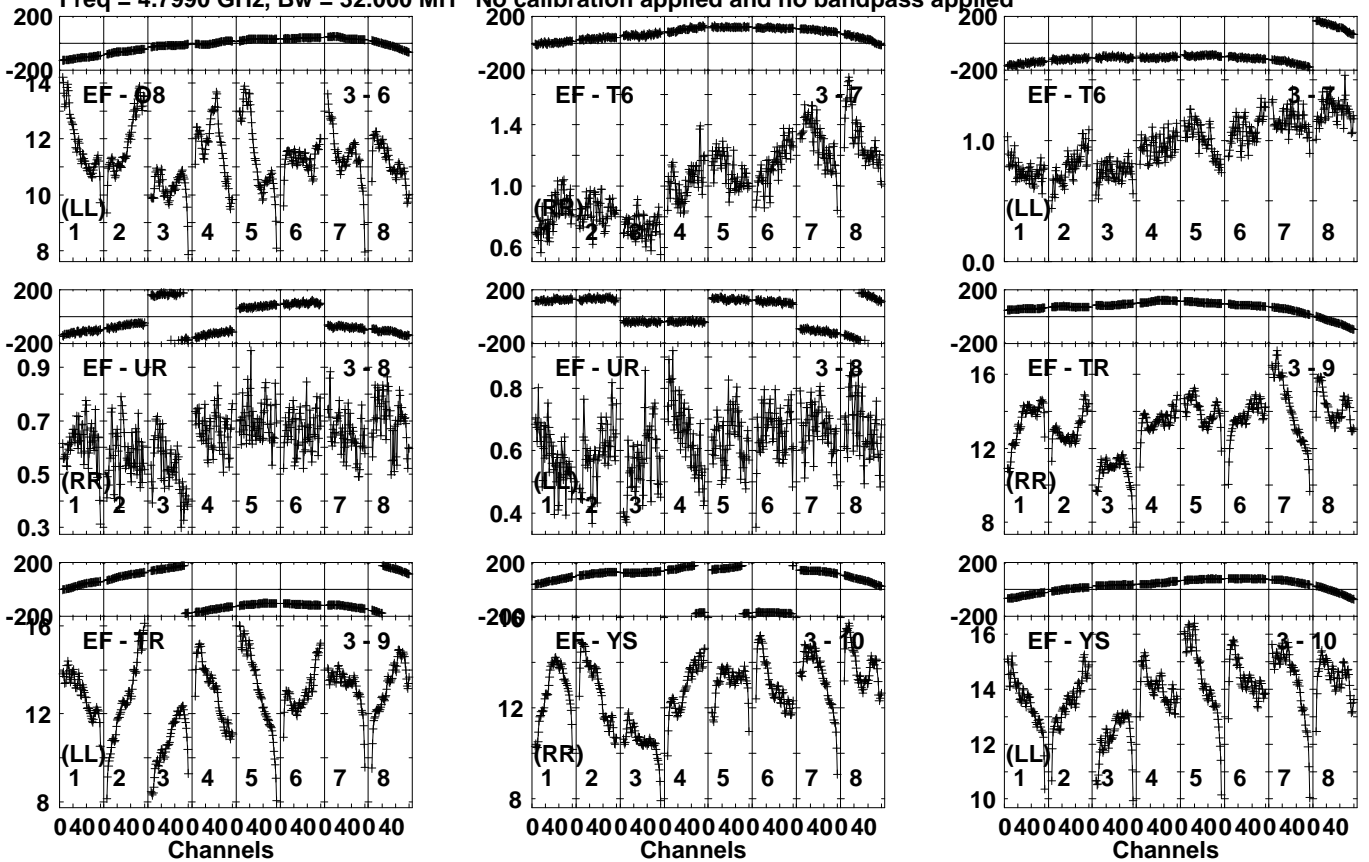 Freq = 4.7990 GHz, Bw = 32.000 MH No calibration applied and no bandpass applied
200 200 200
-200 -200 -200
14 EF - O8 3 - 6 EF - T6 3 - 7 EF - T6 3 - 7
12 1.4 1.0
10 1.0
(LL) (RR) (LL)
1 2 3 4 5 6 7 8 1 2 3 4 5 6 7 8 1 2 3 4 5 6 7 8
8 0.6 0.0
200 200 200
-200 -200 -200
0.9 EF - UR 3 - 8 EF - UR 3 - 8 EF - TR 3 - 9
0.8 16
0.7 12
0.5 0.6
(RR) (LL) (RR)
1 2 3 4 5 6 7 8 1 2 3 4 5 6 7 8 1 2 3 4 5 6 7 8
0.3 0.4 8
200 200 200
-200 -200 -200
16 EF - TR 3 - 9 16 EF - YS 3 - 10 16 EF - YS 3 - 10
12 12 14
12
(LL) (RR) (LL)
1 2 3 4 5 6 7 8 1 2 3 4 5 6 7 8 1 2 3 4 5 6 7 8
8 8 10
0 40 0 40 0 40 0 40 0 40 0 40 0 40 0 40 0 40 0 40 0 40 0 40 0 40 0 40 0 40 0 40 0 40 0 40 0 40 0 40 0 40 0 40 0 40 0 40
Channels Channels Channels